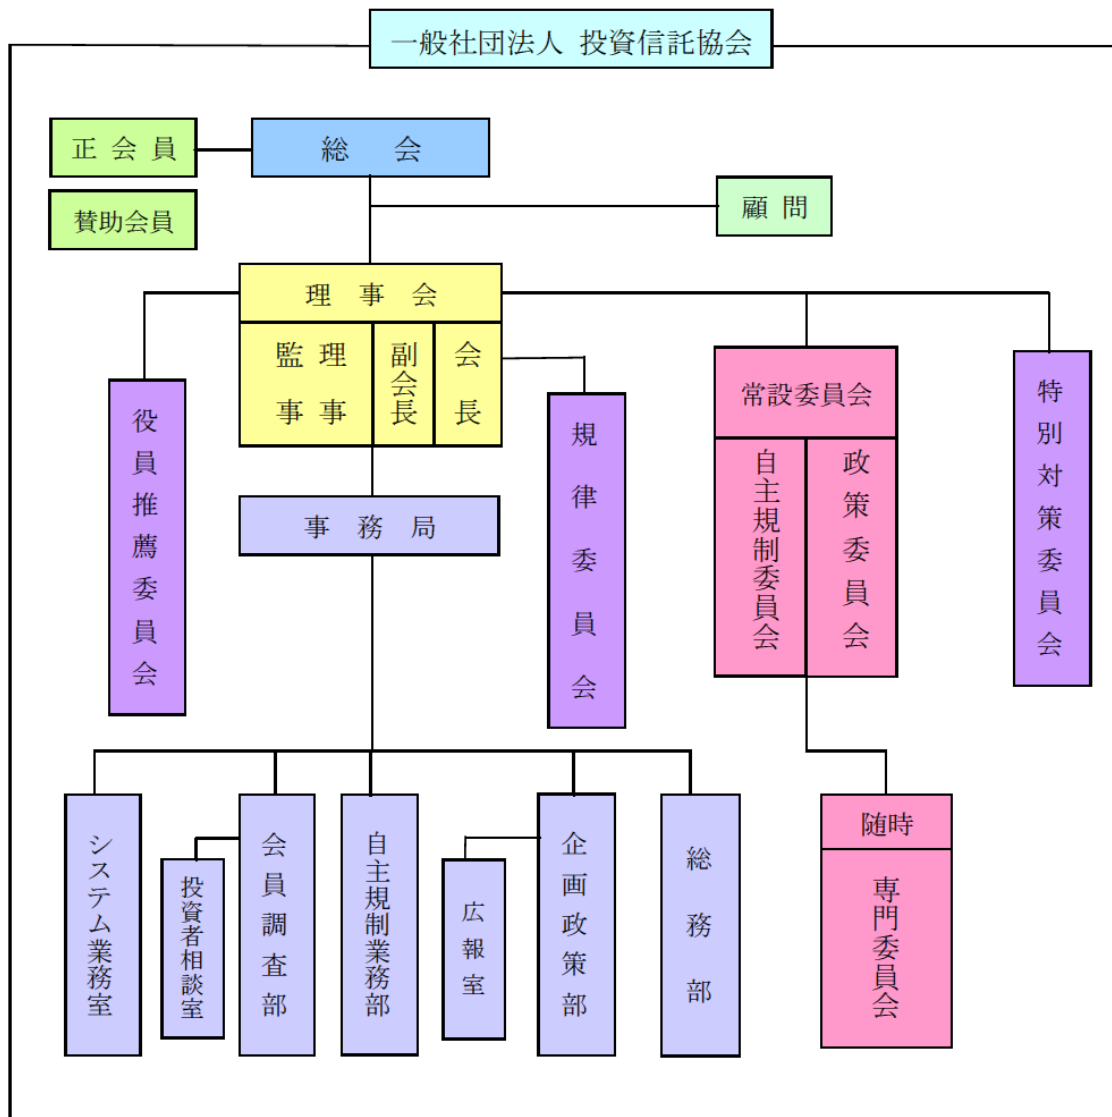 一般社団法人 投資信託協会
正会員
総会
賛助会員
顧問
理事会
会長
副会長
理事
監事
役員推薦委員会
規律委員会
常設委員会
政策委員会
自主規制委員会
特別対策委員会
事務局
総務部
企画政策部
広報室
自主規制業務部
会員調査部
投資者相談室
システム業務室
随時
専門委員会